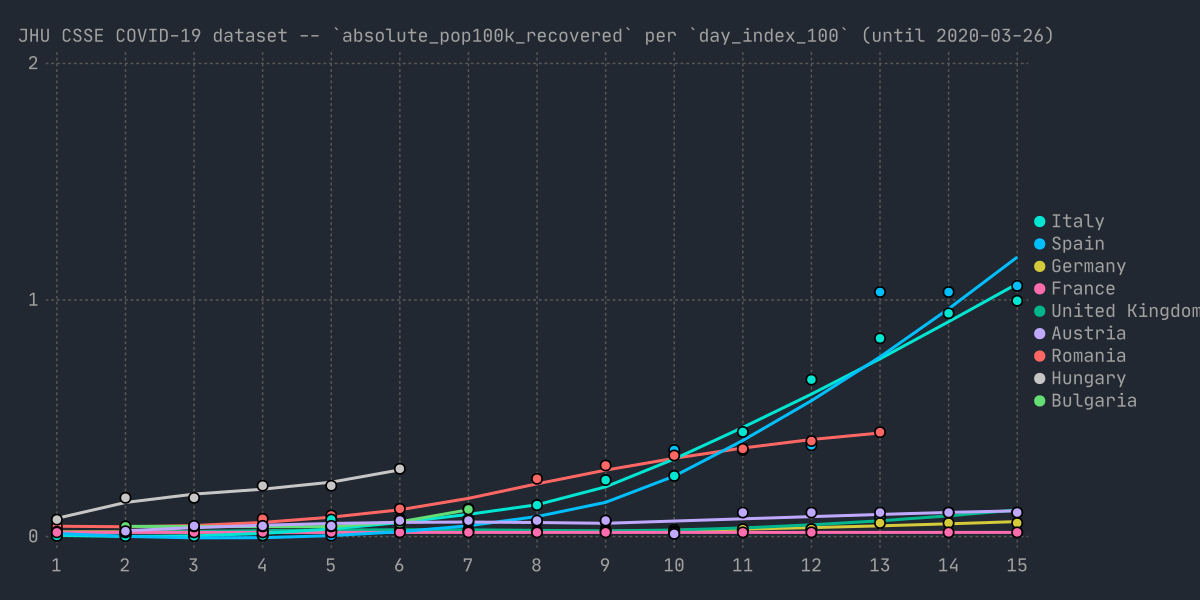 JHU CSSE COVID-19 dataset -- `absolute_pop100k_recovered` per `day_index_100` (until 2020-03-26)
2
1
0
1 2 3 4 5 6 7 8 9 10 11 12 13 14 15
Italy
Spain
Germany
France
United Kingdom
Austria
Romania
Hungary
Bulgaria